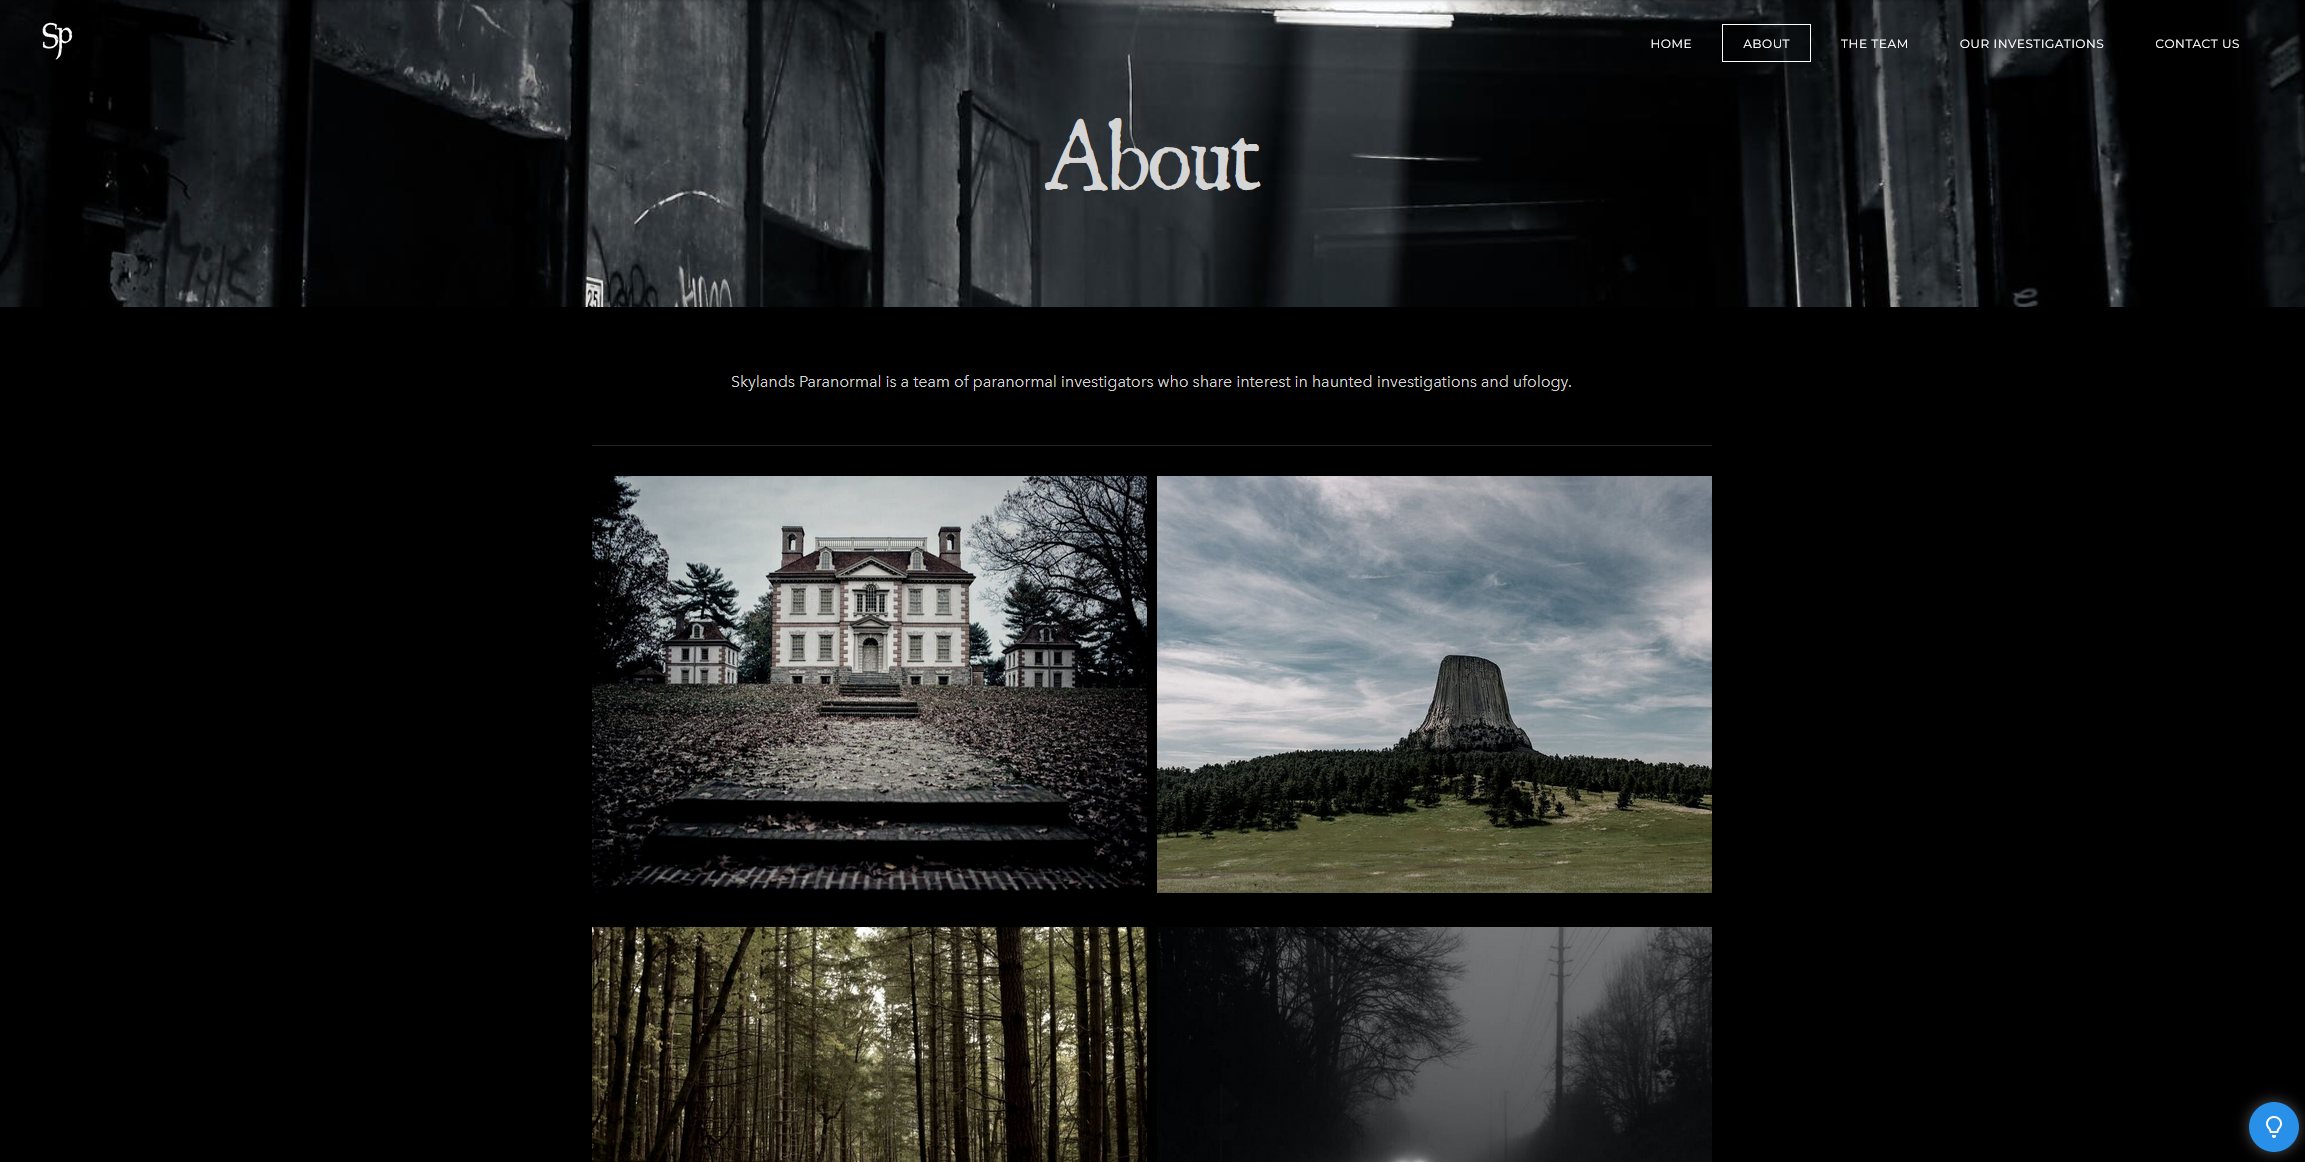 Sp
HOME
ABOUT
THE TEAM
OUR INVESTIGATIONS
CONTACT US
About
25
Skylands Paranormal is a team of paranormal investigators who share interest in haunted investigations and ufology.